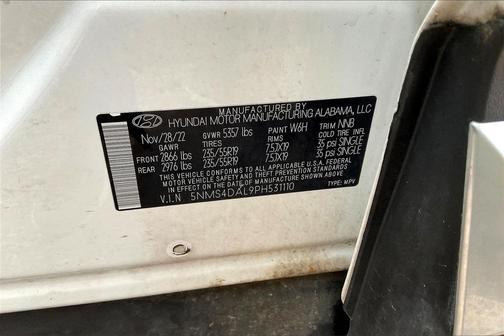 MANUFACTURED BY
HYUNDAI MOTOR MANUFACTURING ALABAMA, LLC
Nov/28/22 GVWR 5357 lbs PAINT W6H TRIM NNB
GAWR TIRES RIMS COLD TIRE INFL
FRONT 2866 lbs 235/55R19 7.5JX19 35 psi SINGLE
REAR 2976 lbs 235/55R19 7.5JX19 35 psi SINGLE
THIS VEHICLE CONFORMS TO ALL APPLICABLE U.S.A. FEDERAL
MOTOR VEHICLE SAFETY, BUMPER, AND THEFT PREVENTION
STANDARDS IN EFFECT ON THE DATE OF MANUFACTURE SHOWN ABOVE.
V.I.N 5NMS4DAL9PH531110 TYPE: MPV